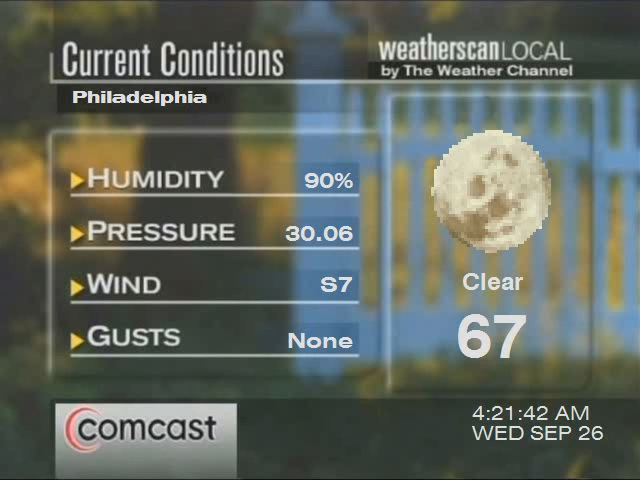 Current Conditions
weatherscanLOCAL
by The Weather Channel
Philadelphia
HUMIDITY 90%
PRESSURE 30.06
WIND S7
GUSTS None
Clear
67
comcast
4:21:42 AM
WED SEP 26